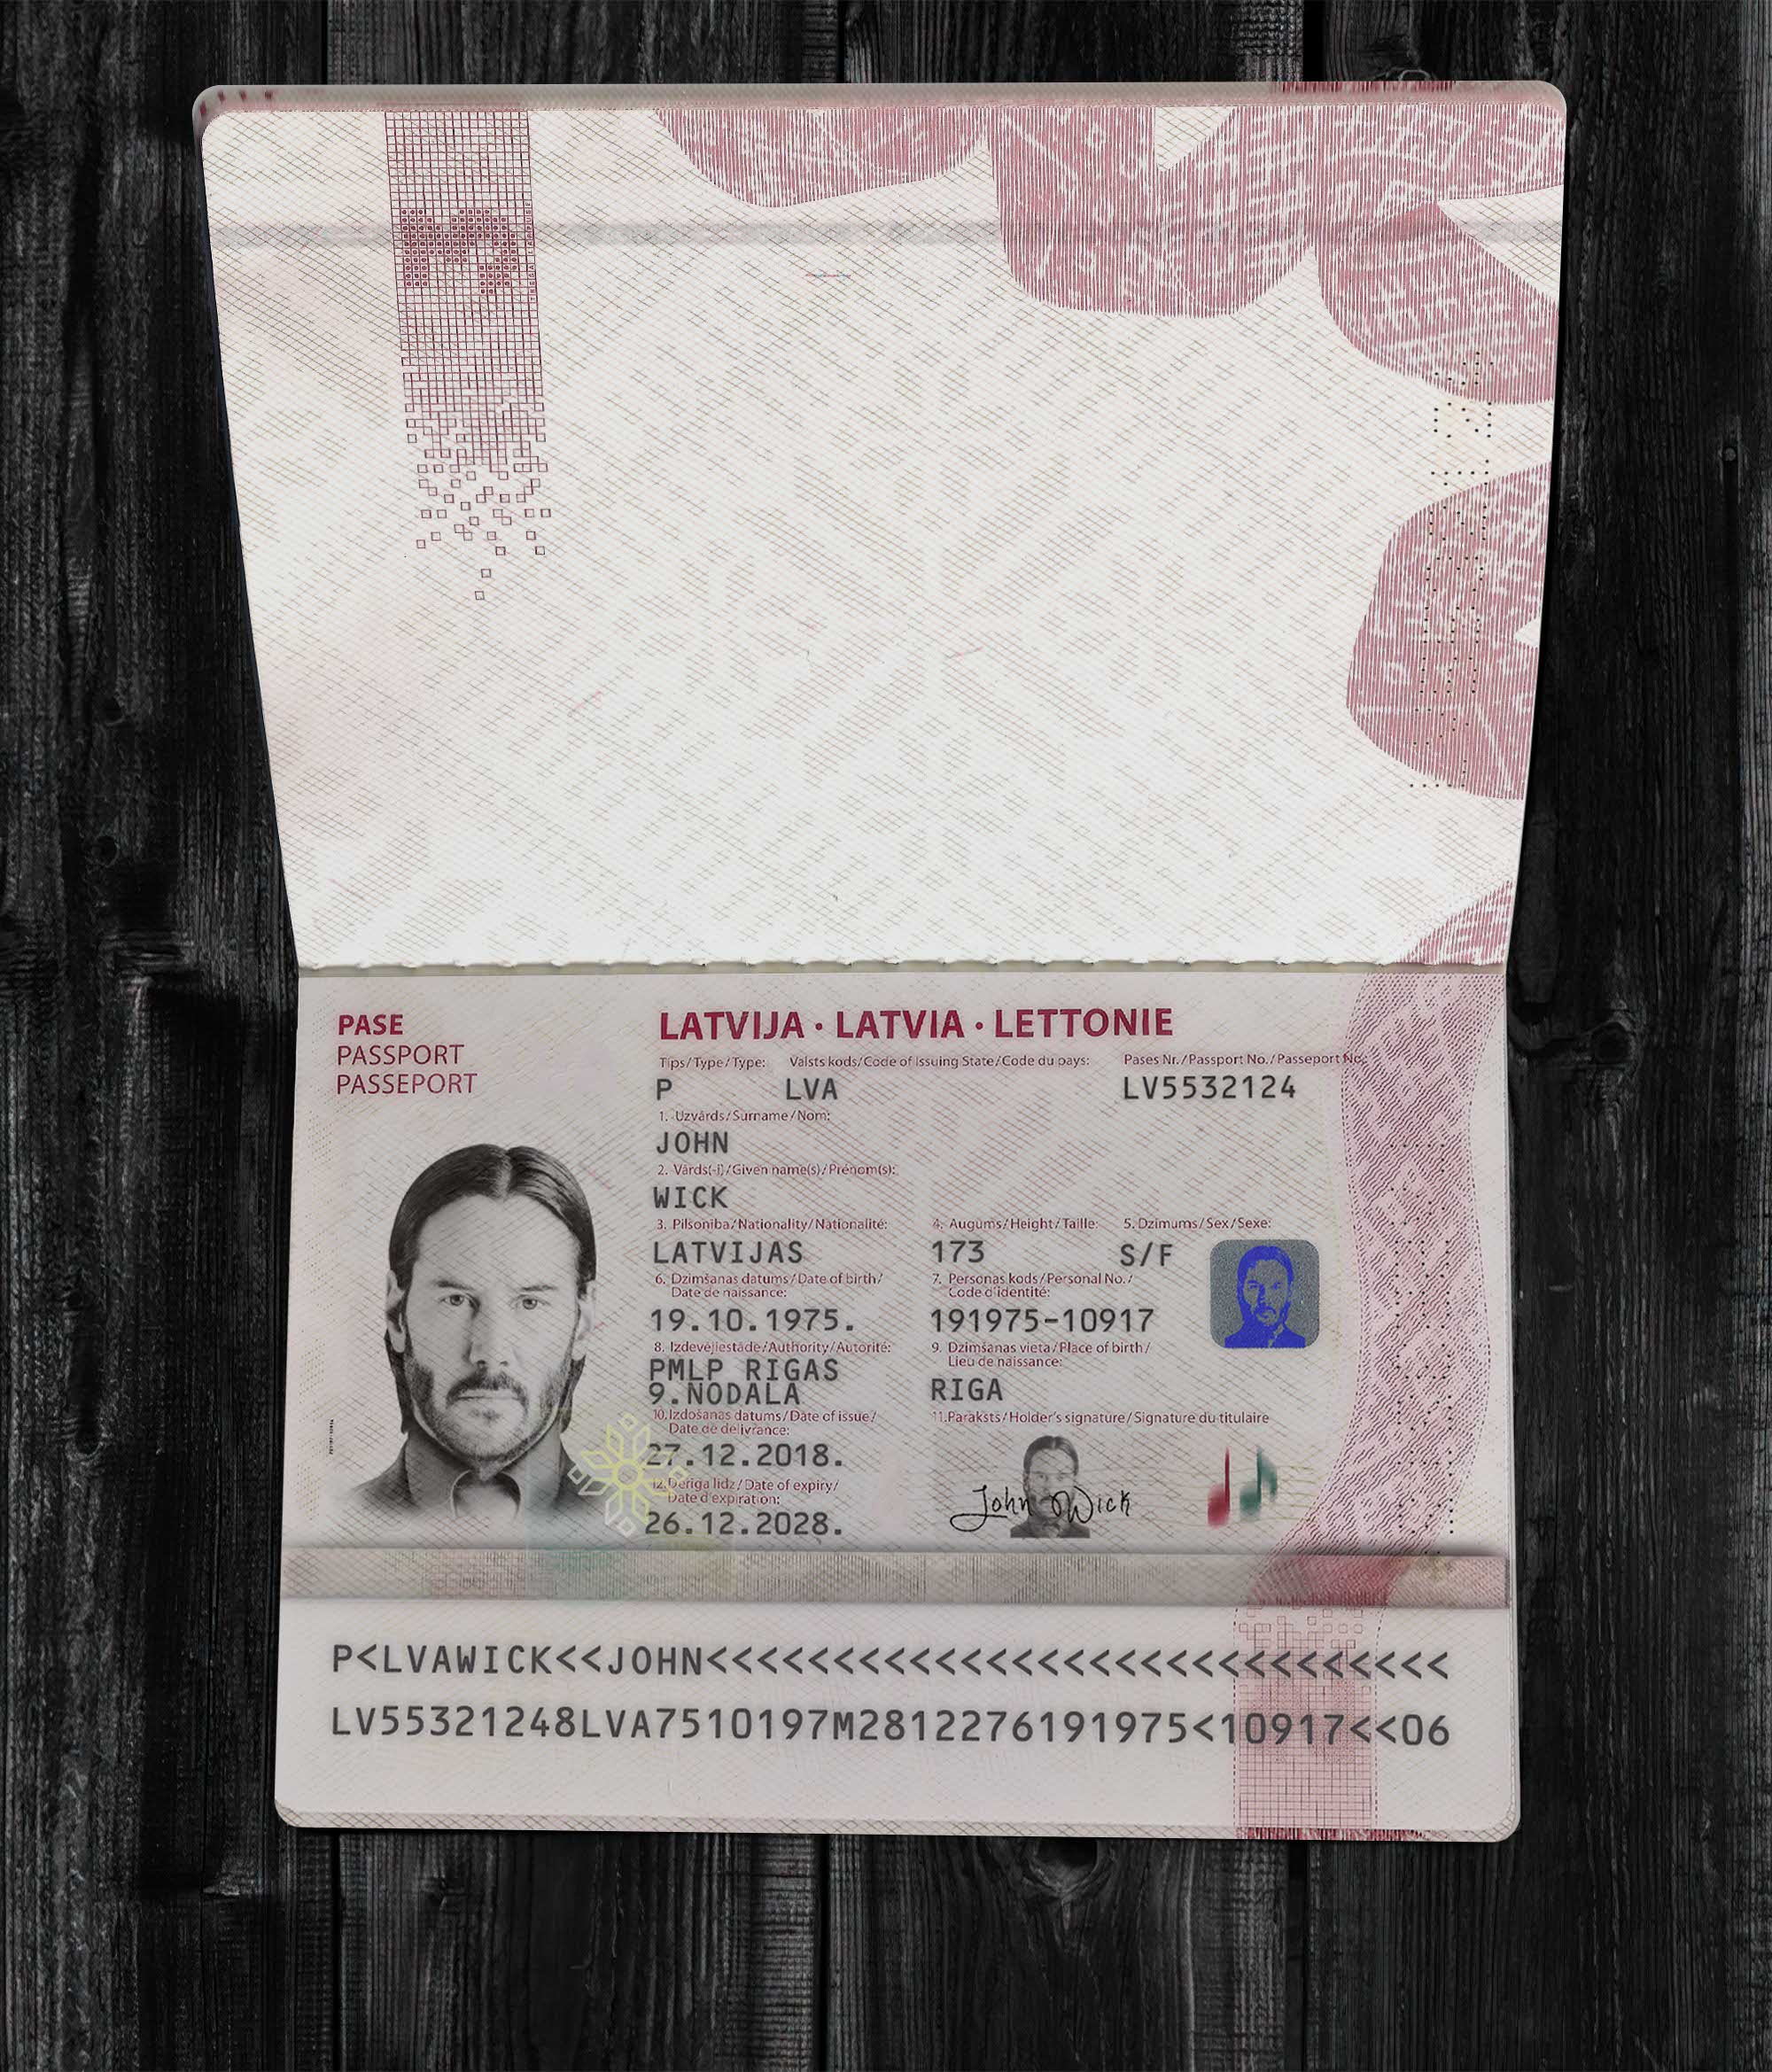 PASE
PASSPORT
PASSEPORT
LATVIJA · LATVIA · LETTONIE
Tips/Type/Type: Valsts kods/Code of Issuing State/Code du pays: Pases Nr./Passport No./Passeport No.:
P LVA LV5532124
1. Uzvārds/Surname/Nom:
JOHN
2. Vārds(-i)/Given name(s)/Prénom(s):
WICK
3. Pilsonība/Nationality/Nationalité: 4. Augums/Height/Taille: 5. Dzimums/Sex/Sexe:
LATVIJAS 173 S/F
6. Dzimšanas datums/Date of birth/ 7. Personas kods/Personal No./
Date de naissance: Code d'identité:
19.10.1975. 191975-10917
8. Izdevējiestāde/Authority/Autorité: 9. Dzimšanas vieta/Place of birth/
Lieu de naissance:
PMLP RIGAS
9.NODALA RIGA
10.Izdošanas datums/Date of issue/ 11.Paraksts/Holder's signature/Signature du titulaire
Date de délivrance:
27.12.2018.
12.Derīga līdz/Date of expiry/
Date d'expiration:
John Wick
26.12.2028.
P<LVAWICK<<JOHN<<<<<<<<<<<<<<<<<<<<<<<<<<<<<
LV55321248LVA7510197M2812276191975<10917<<06